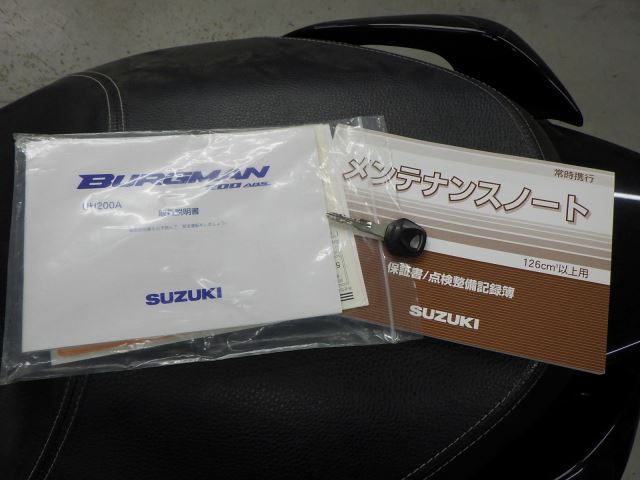 BURGMAN
200 ABS
UH200A
取扱説明書
SUZUKI
常時携行
メンテナンスノート
126cm³以上用
保証書/点検整備記録簿
SUZUKI